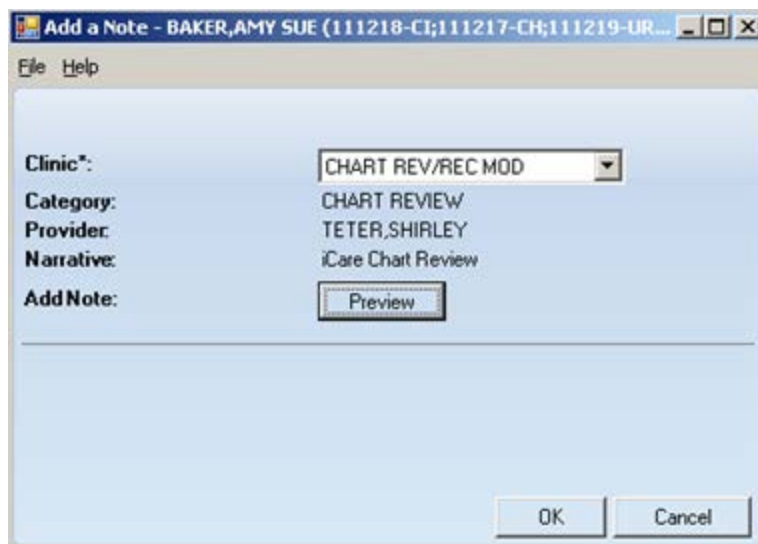 Add a Note - BAKER,AMY SUE (111218-CI;111217-CH;111219-UR...
File Help
Clinic*: CHART REV/REC MOD
Category: CHART REVIEW
Provider: TETER,SHIRLEY
Narrative: iCare Chart Review
Add Note: Preview
OK Cancel